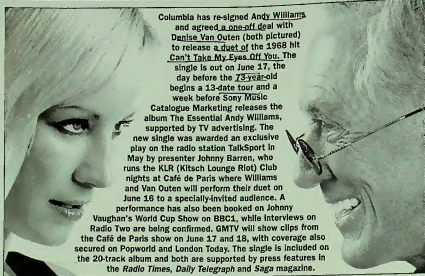 Columbia has re-signed Andy Williams
and agreed a one-off deal with
Denise Van Outen (both pictured)
to release a duet of the 1968 hit
Can't Take My Eyes Off You. The
single is out on June 17, the
day before the 73-year-old
begins a 13-date tour and a
week before Sony Music
Catalogue Marketing releases the
album The Essential Andy Williams,
supported by TV advertising. The
new single was awarded an exclusive
play on the radio station TalkSport in
May by presenter Johnny Barren, who
runs the KLR (Kitsch Lounge Riot) Club
nights at Café de Paris where Williams
and Van Outen will perform their duet on
June 16 to a specially-invited audience. A
performance has also been booked on Johnny
Vaughan's World Cup Show on BBC1, while interviews on
Radio Two are being confirmed. GMTV will show clips from
the Café de Paris show on June 17 and 18, with coverage also
secured on Popworld and London Today. The single is included on
the 20-track album and both are supported by press features in
the Radio Times, Daily Telegraph and Saga magazine.